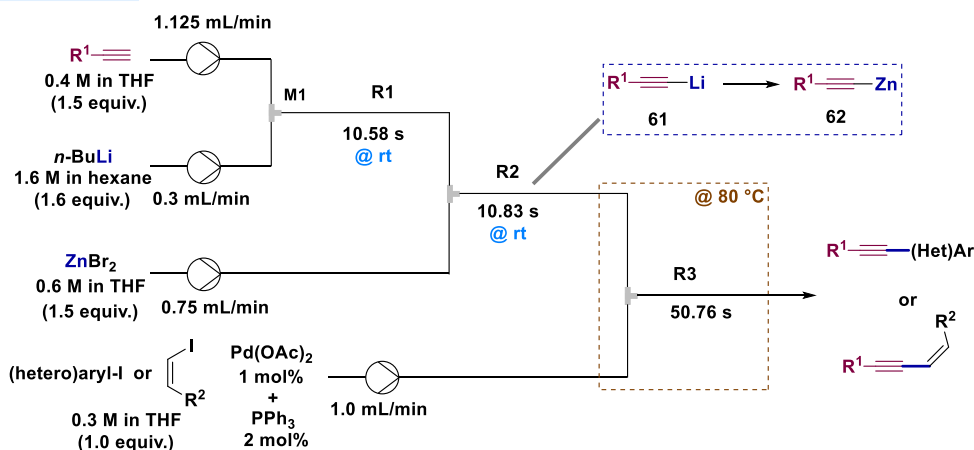 1.125 mL/min
R1
0.4 M in THF
(1.5 equiv.)
M1
R1
10.58 s
@ rt
n-BuLi
1.6 M in hexane
(1.6 equiv.)
0.3 mL/min
R1
Li
R1
Zn
61
62
R2
10.83 s
@ rt
@ 80 °C
ZnBr2
0.6 M in THF
(1.5 equiv.)
0.75 mL/min
R3
50.76 s
R1
(Het)Ar
or
R2
R1
(hetero)aryl-I or
I
R2
0.3 M in THF
(1.0 equiv.)
Pd(OAc)2
1 mol%
+
PPh3
2 mol%
1.0 mL/min